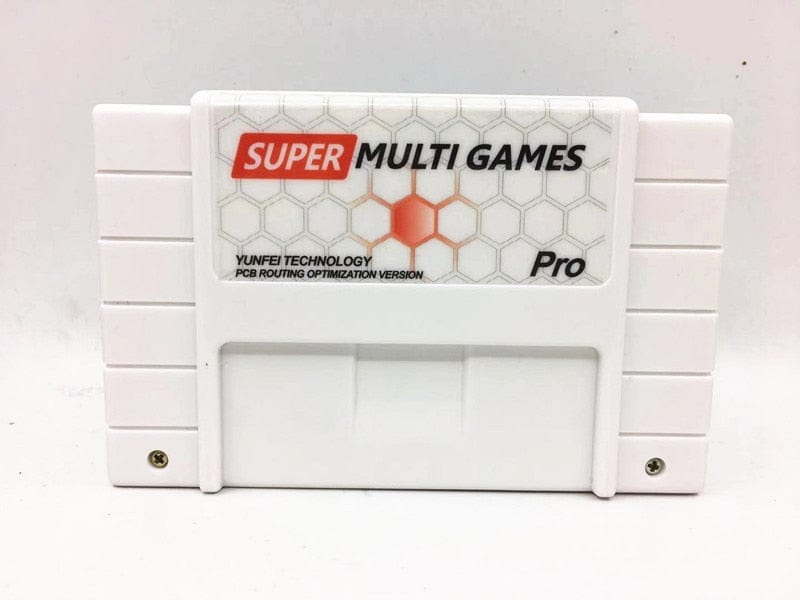 SUPER MULTI GAMES
YUNFEI TECHNOLOGY
PCB ROUTING OPTIMIZATION VERSION
Pro